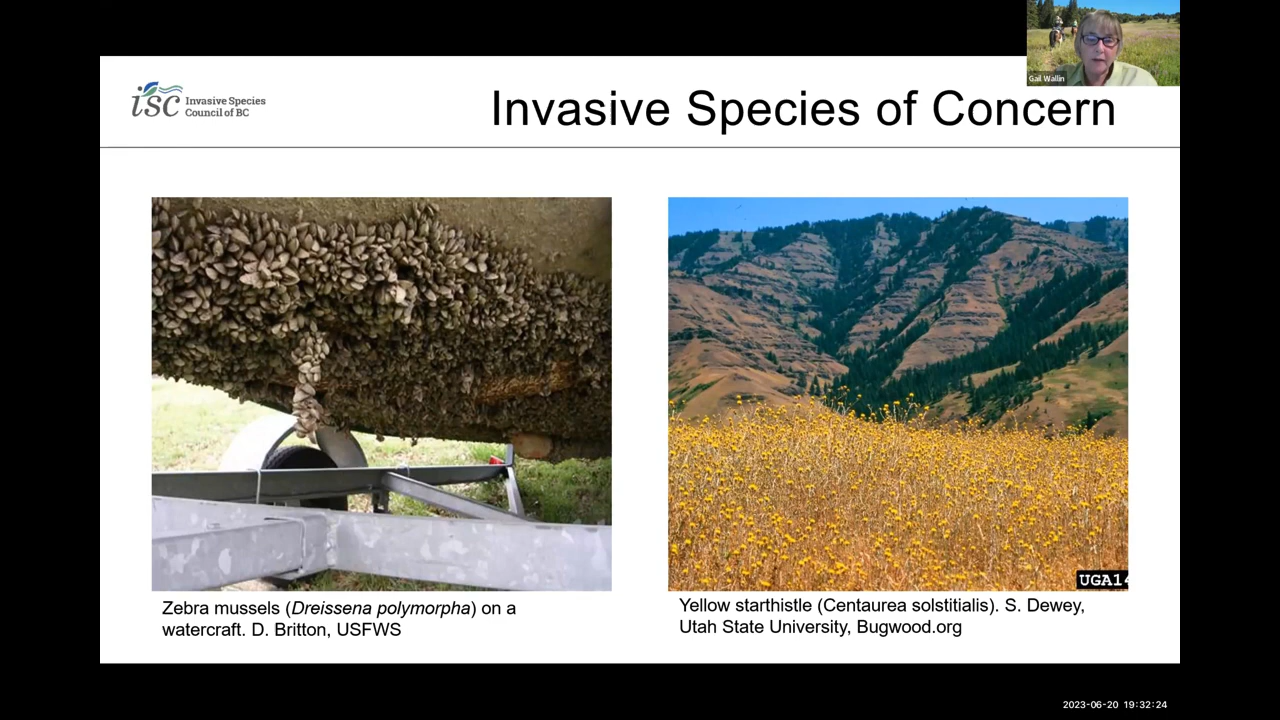 Gail Wallin
isc Invasive Species
Council of BC
Invasive Species of Concern
UGA14
Zebra mussels (Dreissena polymorpha) on a
watercraft. D. Britton, USFWS
Yellow starthistle (Centaurea solstitialis). S. Dewey,
Utah State University, Bugwood.org
2023-06-20 19:32:24